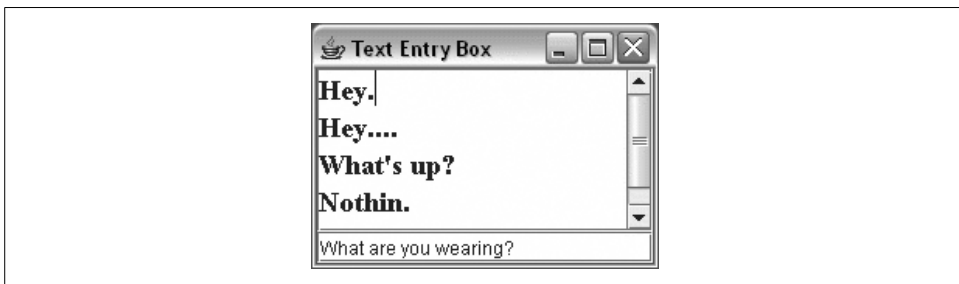 Text Entry Box
Hey.
Hey....
What's up?
Nothin.
What are you wearing?